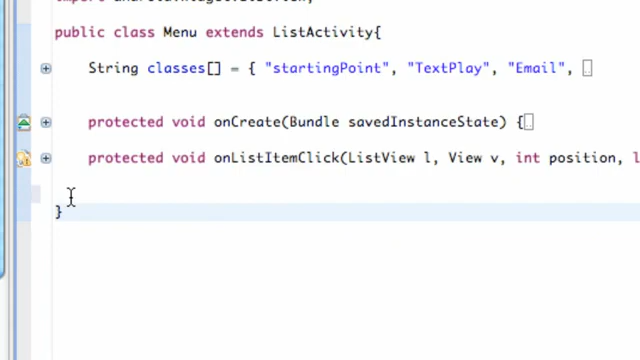 public class Menu extends ListActivity{
String classes[] = { "startingPoint", "TextPlay", "Email",
protected void onCreate(Bundle savedInstanceState) {
protected void onListItemClick(ListView l, View v, int position, l
}